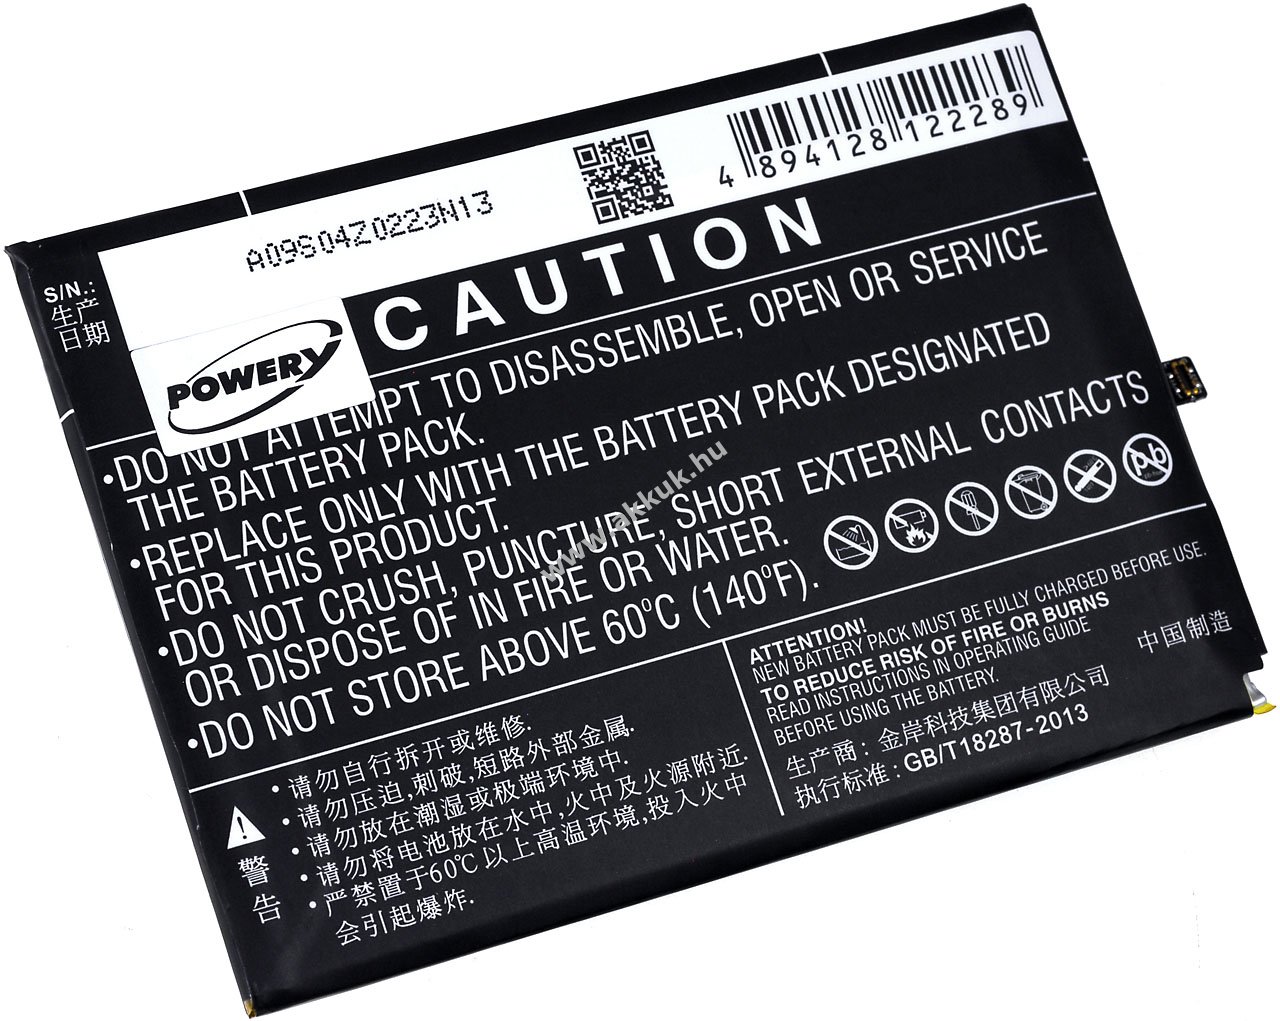 4 894128 122289
A09S04Z0223N13
S/N.:
生产
日期
POWERY
CAUTION
•DO NOT ATTEMPT TO DISASSEMBLE, OPEN OR SERVICE
THE BATTERY PACK.
•REPLACE ONLY WITH THE BATTERY PACK DESIGNATED
FOR THIS PRODUCT.
•DO NOT CRUSH, PUNCTURE, SHORT EXTERNAL CONTACTS
OR DISPOSE OF IN FIRE OR WATER.
•DO NOT STORE ABOVE 60°C (140°F).
www.akkuk.hu
Pb
ATTENTION!
NEW BATTERY PACK MUST BE FULLY CHARGED BEFORE USE.
TO REDUCE RISK OF FIRE OR BURNS
READ INSTRUCTIONS IN OPERATING GUIDE
BEFORE USING BATTERY.
中国制造
生产商: 金岸科技集团有限公司
执行标准: GB/T18287-2013
警
告
•请勿自行拆开或维修.
•请勿压迫,刺破,短路外部金属.
•请勿放在潮湿或极端环境中.
•请勿将电池放在水中,火中及火源附近.
•严禁置于60℃以上高温环境,投入火中
会引起爆炸.